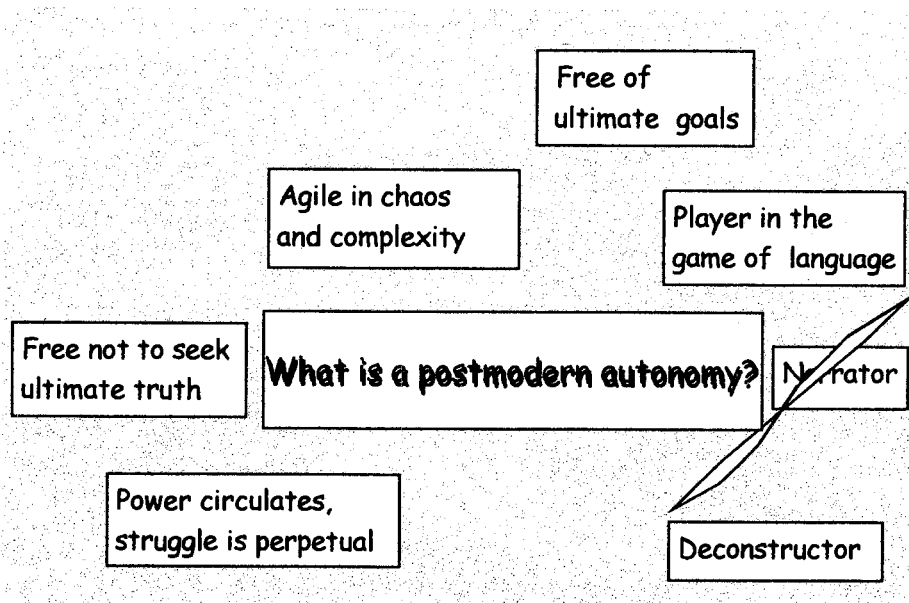 Free of
ultimate goals
Agile in chaos
and complexity
Player in the
game of language
Free not to seek
ultimate truth
What is a postmodern autonomy?
Narrator
Power circulates,
struggle is perpetual
Deconstructor